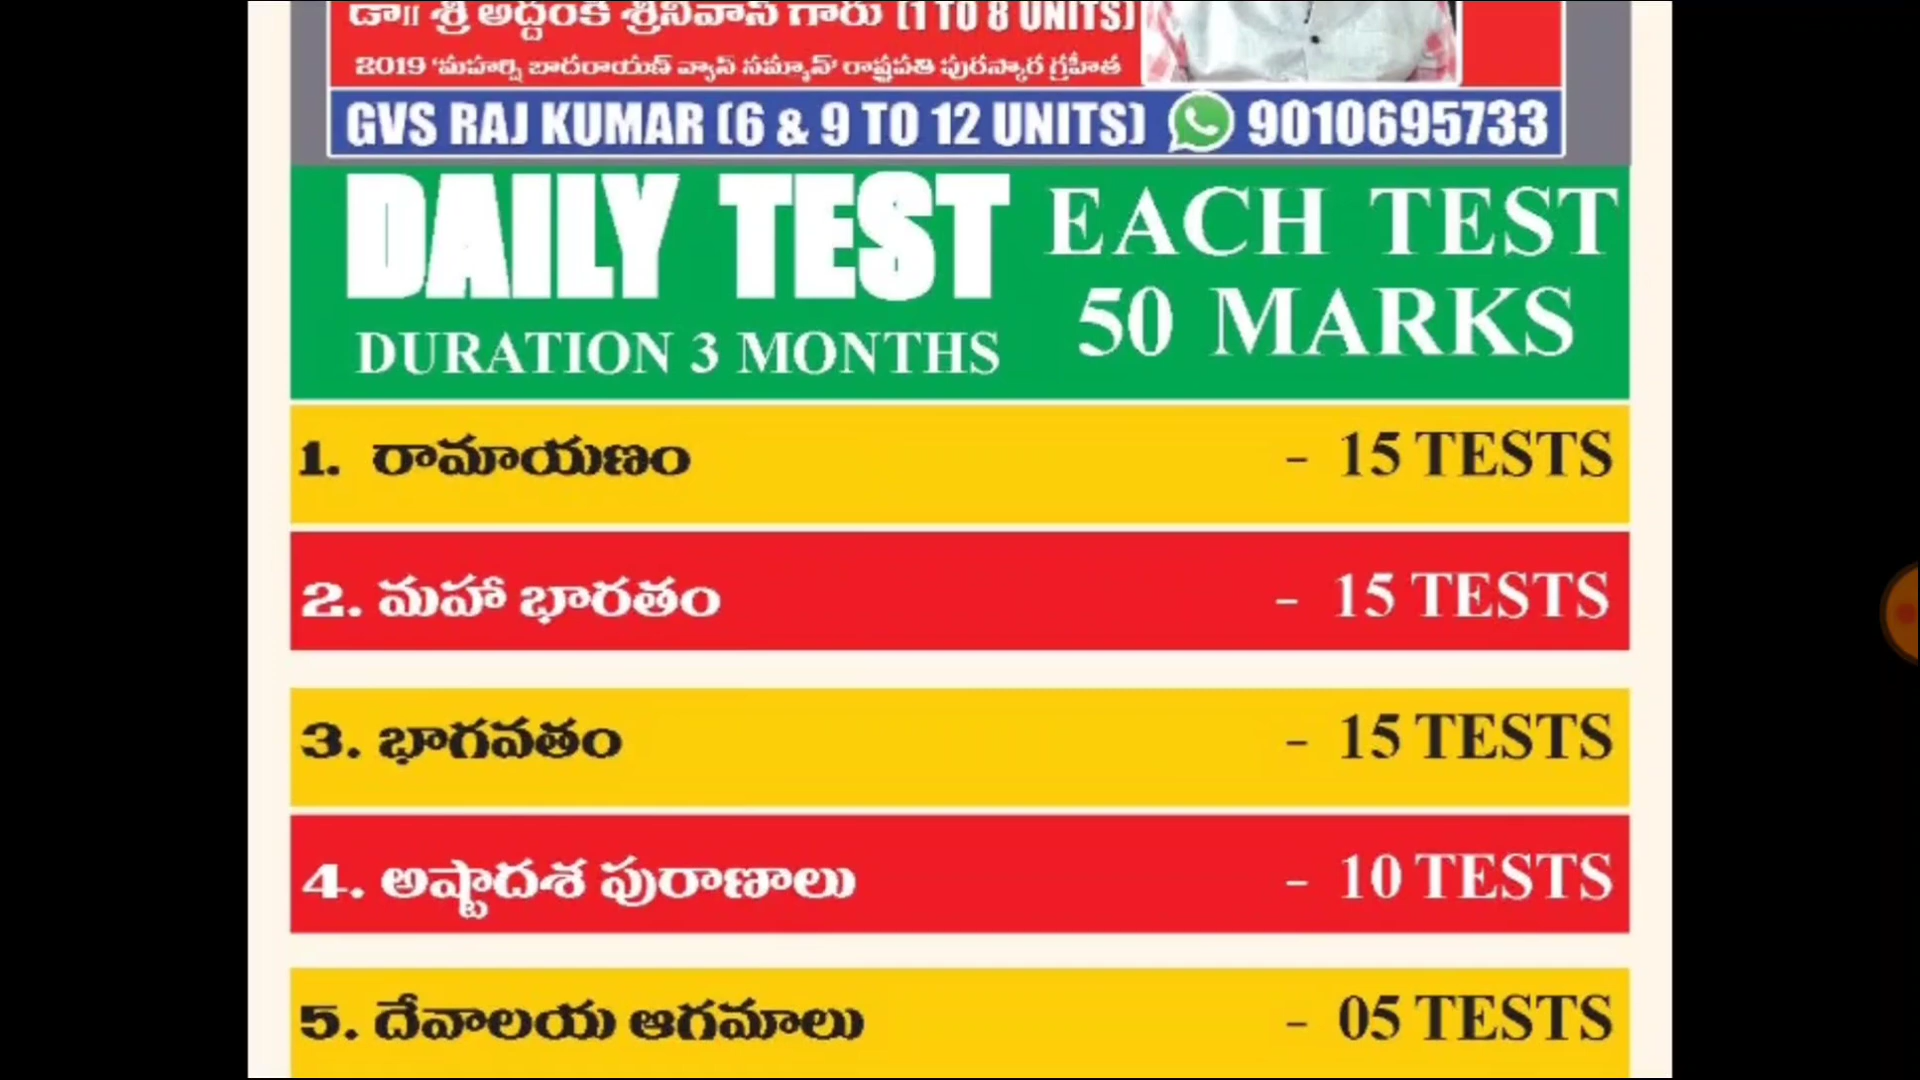 డా॥ శ్రీ అద్దంకి శ్రీనివాస్ గారు (1 TO 8 UNITS)
2019 'మహర్షి బాదరాయణ్ వ్యాస్ సమ్మాన్' రాష్ట్రపతి పురస్కార గ్రహీత
GVS RAJ KUMAR (6 & 9 TO 12 UNITS) 9010695733
DAILY TEST
DURATION 3 MONTHS
EACH TEST
50 MARKS
1. రామాయణం - 15 TESTS
2. మహా భారతం - 15 TESTS
3. భాగవతం - 15 TESTS
4. అష్టాదశ పురాణాలు - 10 TESTS
5. దేవాలయ ఆగమాలు - 05 TESTS